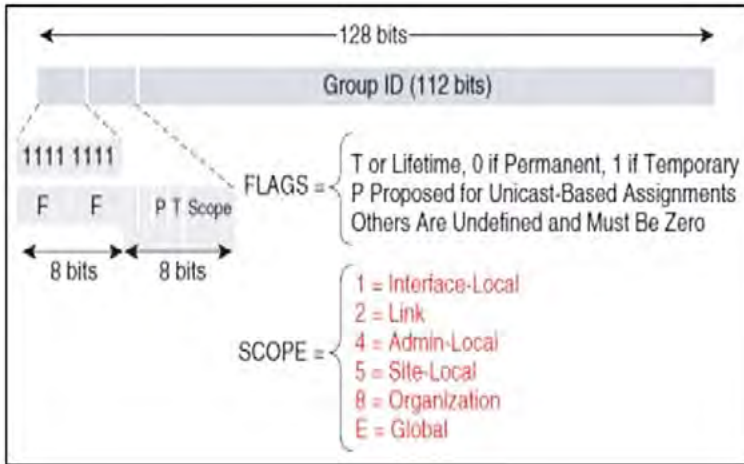 128 bits
Group ID (112 bits)
1111 1111
F F P T Scope
8 bits 8 bits
FLAGS =
T or Lifetime, 0 if Permanent, 1 if Temporary
P Proposed for Unicast-Based Assignments
Others Are Undefined and Must Be Zero
SCOPE =
1 = Interface-Local
2 = Link
4 = Admin-Local
5 = Site-Local
8 = Organization
E = Global